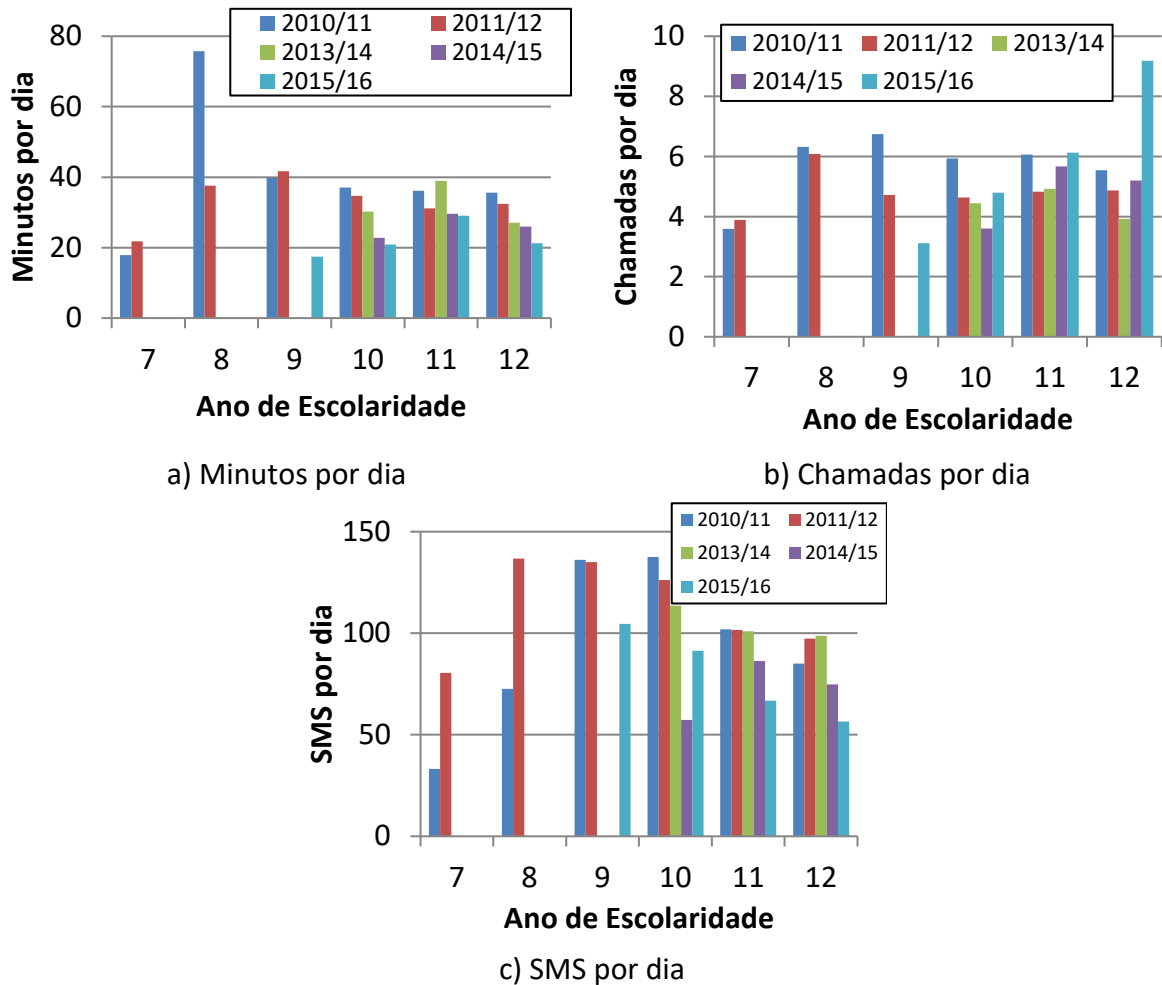 2010/11 2011/12
2013/14 2014/15
2015/16
80
60
40
20
0
Minutos por dia
7 8 9 10 11 12
Ano de Escolaridade
a) Minutos por dia
2010/11 2011/12 2013/14
2014/15 2015/16
10
8
6
4
2
0
Chamadas por dia
7 8 9 10 11 12
Ano de Escolaridade
b) Chamadas por dia
2010/11 2011/12
2013/14 2014/15
2015/16
150
100
50
0
SMS por dia
7 8 9 10 11 12
Ano de Escolaridade
c) SMS por dia